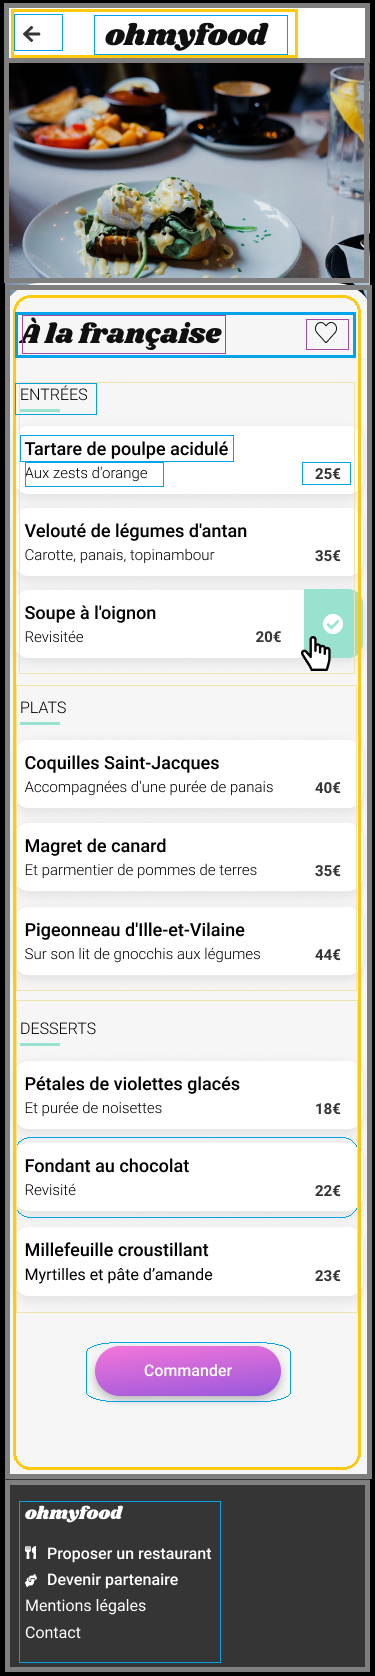 ohmyfood
À la française
ENTRÉES
Tartare de poulpe acidulé
Aux zests d'orange 25€
Velouté de légumes d'antan
Carotte, panais, topinambour 35€
Soupe à l'oignon
Revisitée 20€
PLATS
Coquilles Saint-Jacques
Accompagnées d'une purée de panais 40€
Magret de canard
Et parmentier de pommes de terres 35€
Pigeonneau d'Ille-et-Vilaine
Sur son lit de gnocchis aux légumes 44€
DESSERTS
Pétales de violettes glacés
Et purée de noisettes 18€
Fondant au chocolat
Revisité 22€
Millefeuille croustillant
Myrtilles et pâte d’amande 23€
Commander
ohmyfood
Proposer un restaurant
Devenir partenaire
Mentions légales
Contact